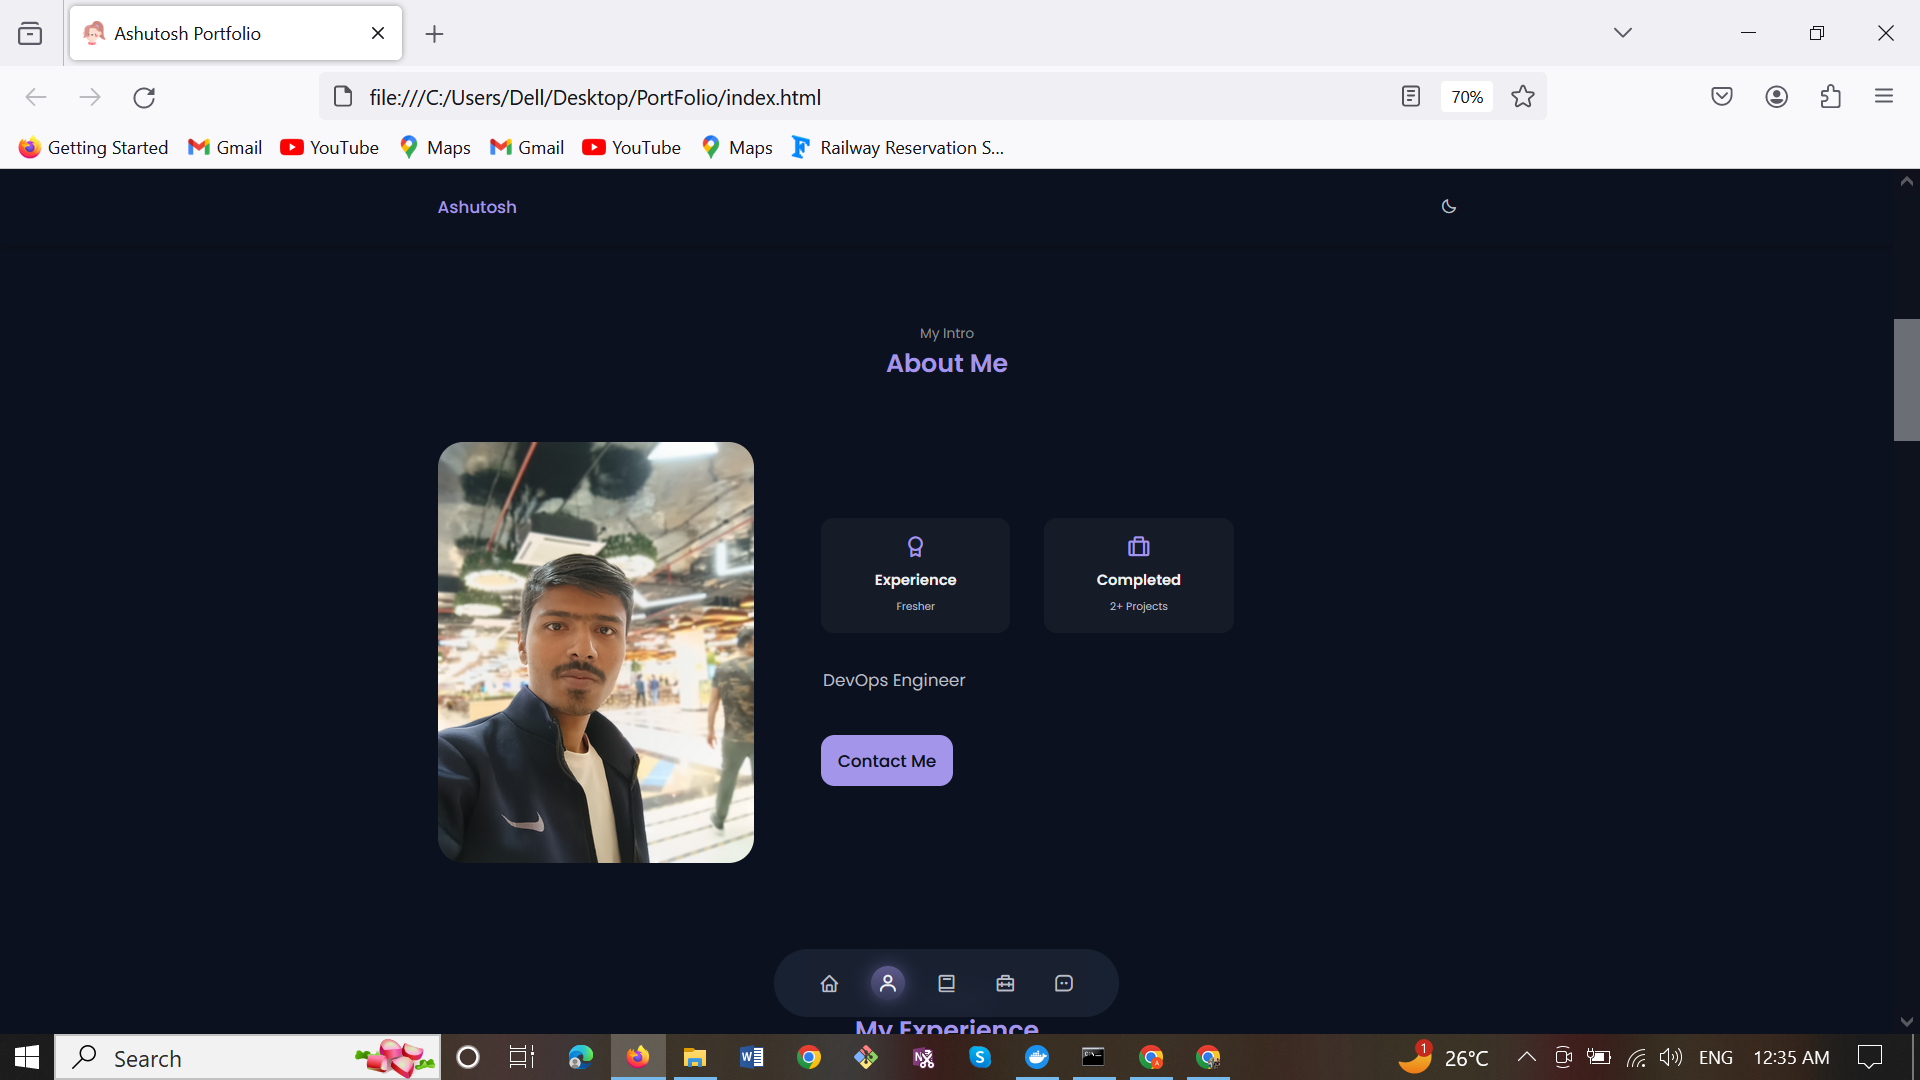 Ashutosh Portfolio
file:///C:/Users/Dell/Desktop/PortFolio/index.html
70%
Getting Started
Gmail
YouTube
Maps
Gmail
YouTube
Maps
Railway Reservation S...
Ashutosh
My Intro
About Me
Experience
Fresher
Completed
2+ Projects
DevOps Engineer
Contact Me
My Experience
Search
1
26°C
ENG
12:35 AM